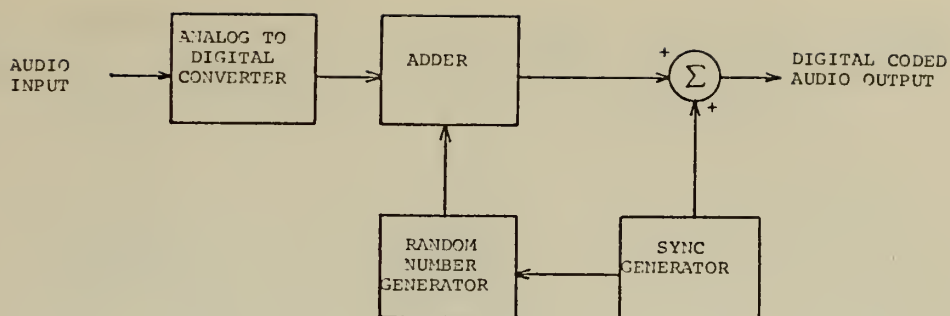 AUDIO
INPUT
ANALOG TO
DIGITAL
CONVERTER
ADDER
+
Σ
+
DIGITAL CODED
AUDIO OUTPUT
RANDOM
NUMBER
GENERATOR
SYNC
GENERATOR